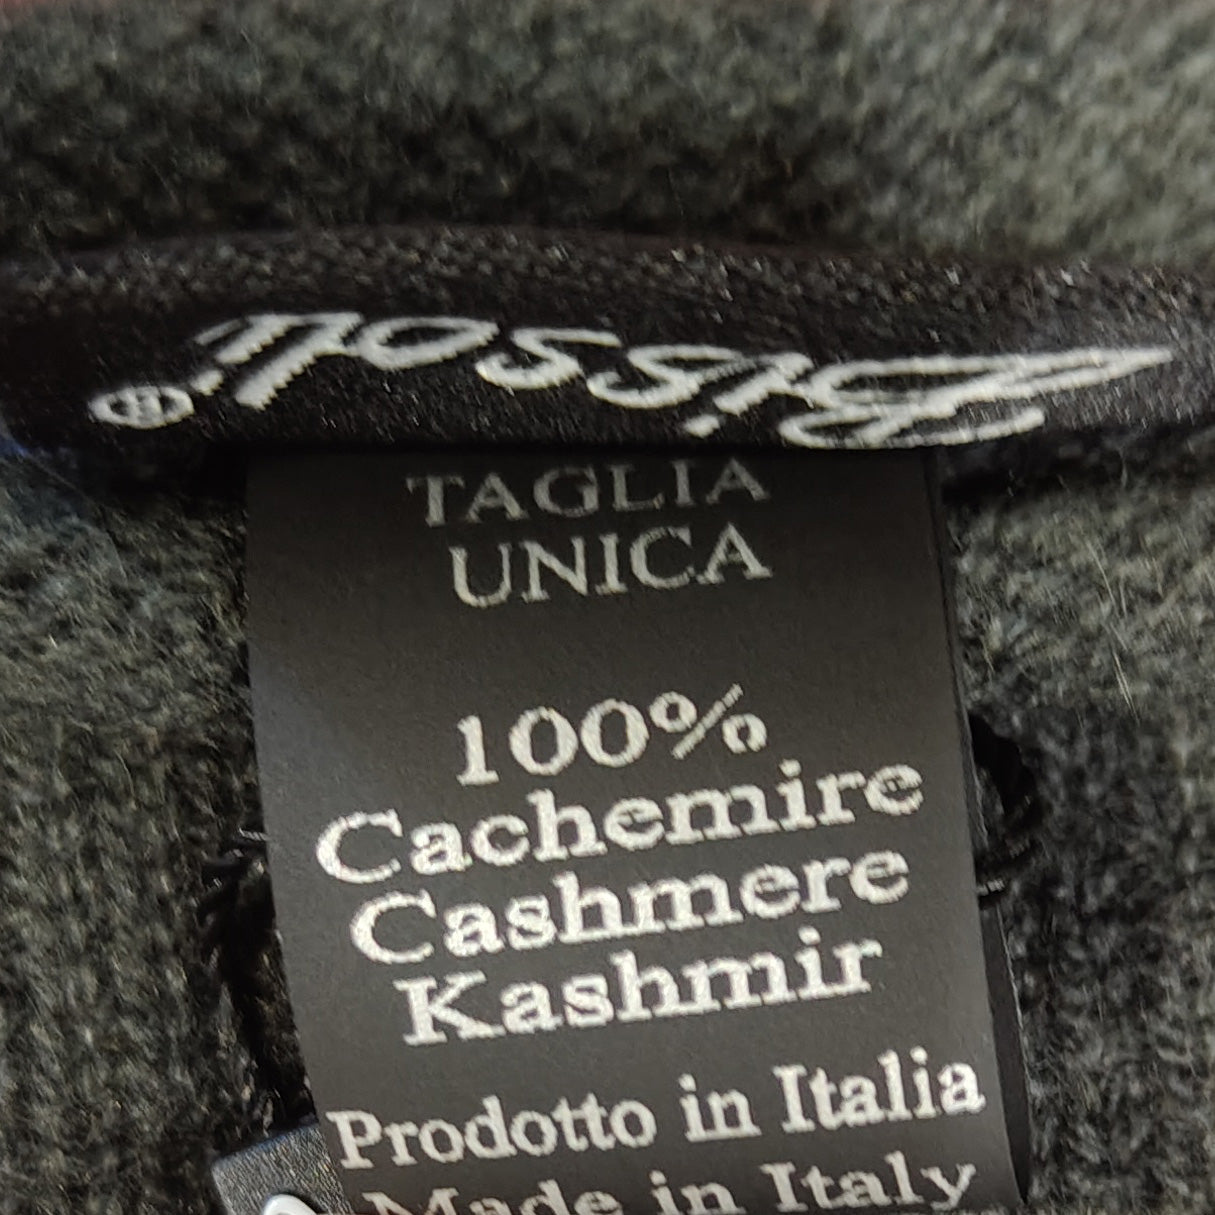 TAGLIA
UNICA
100%
Cachemire
Cashmere
Kashmir
Prodotto in Italia
Made in Italy